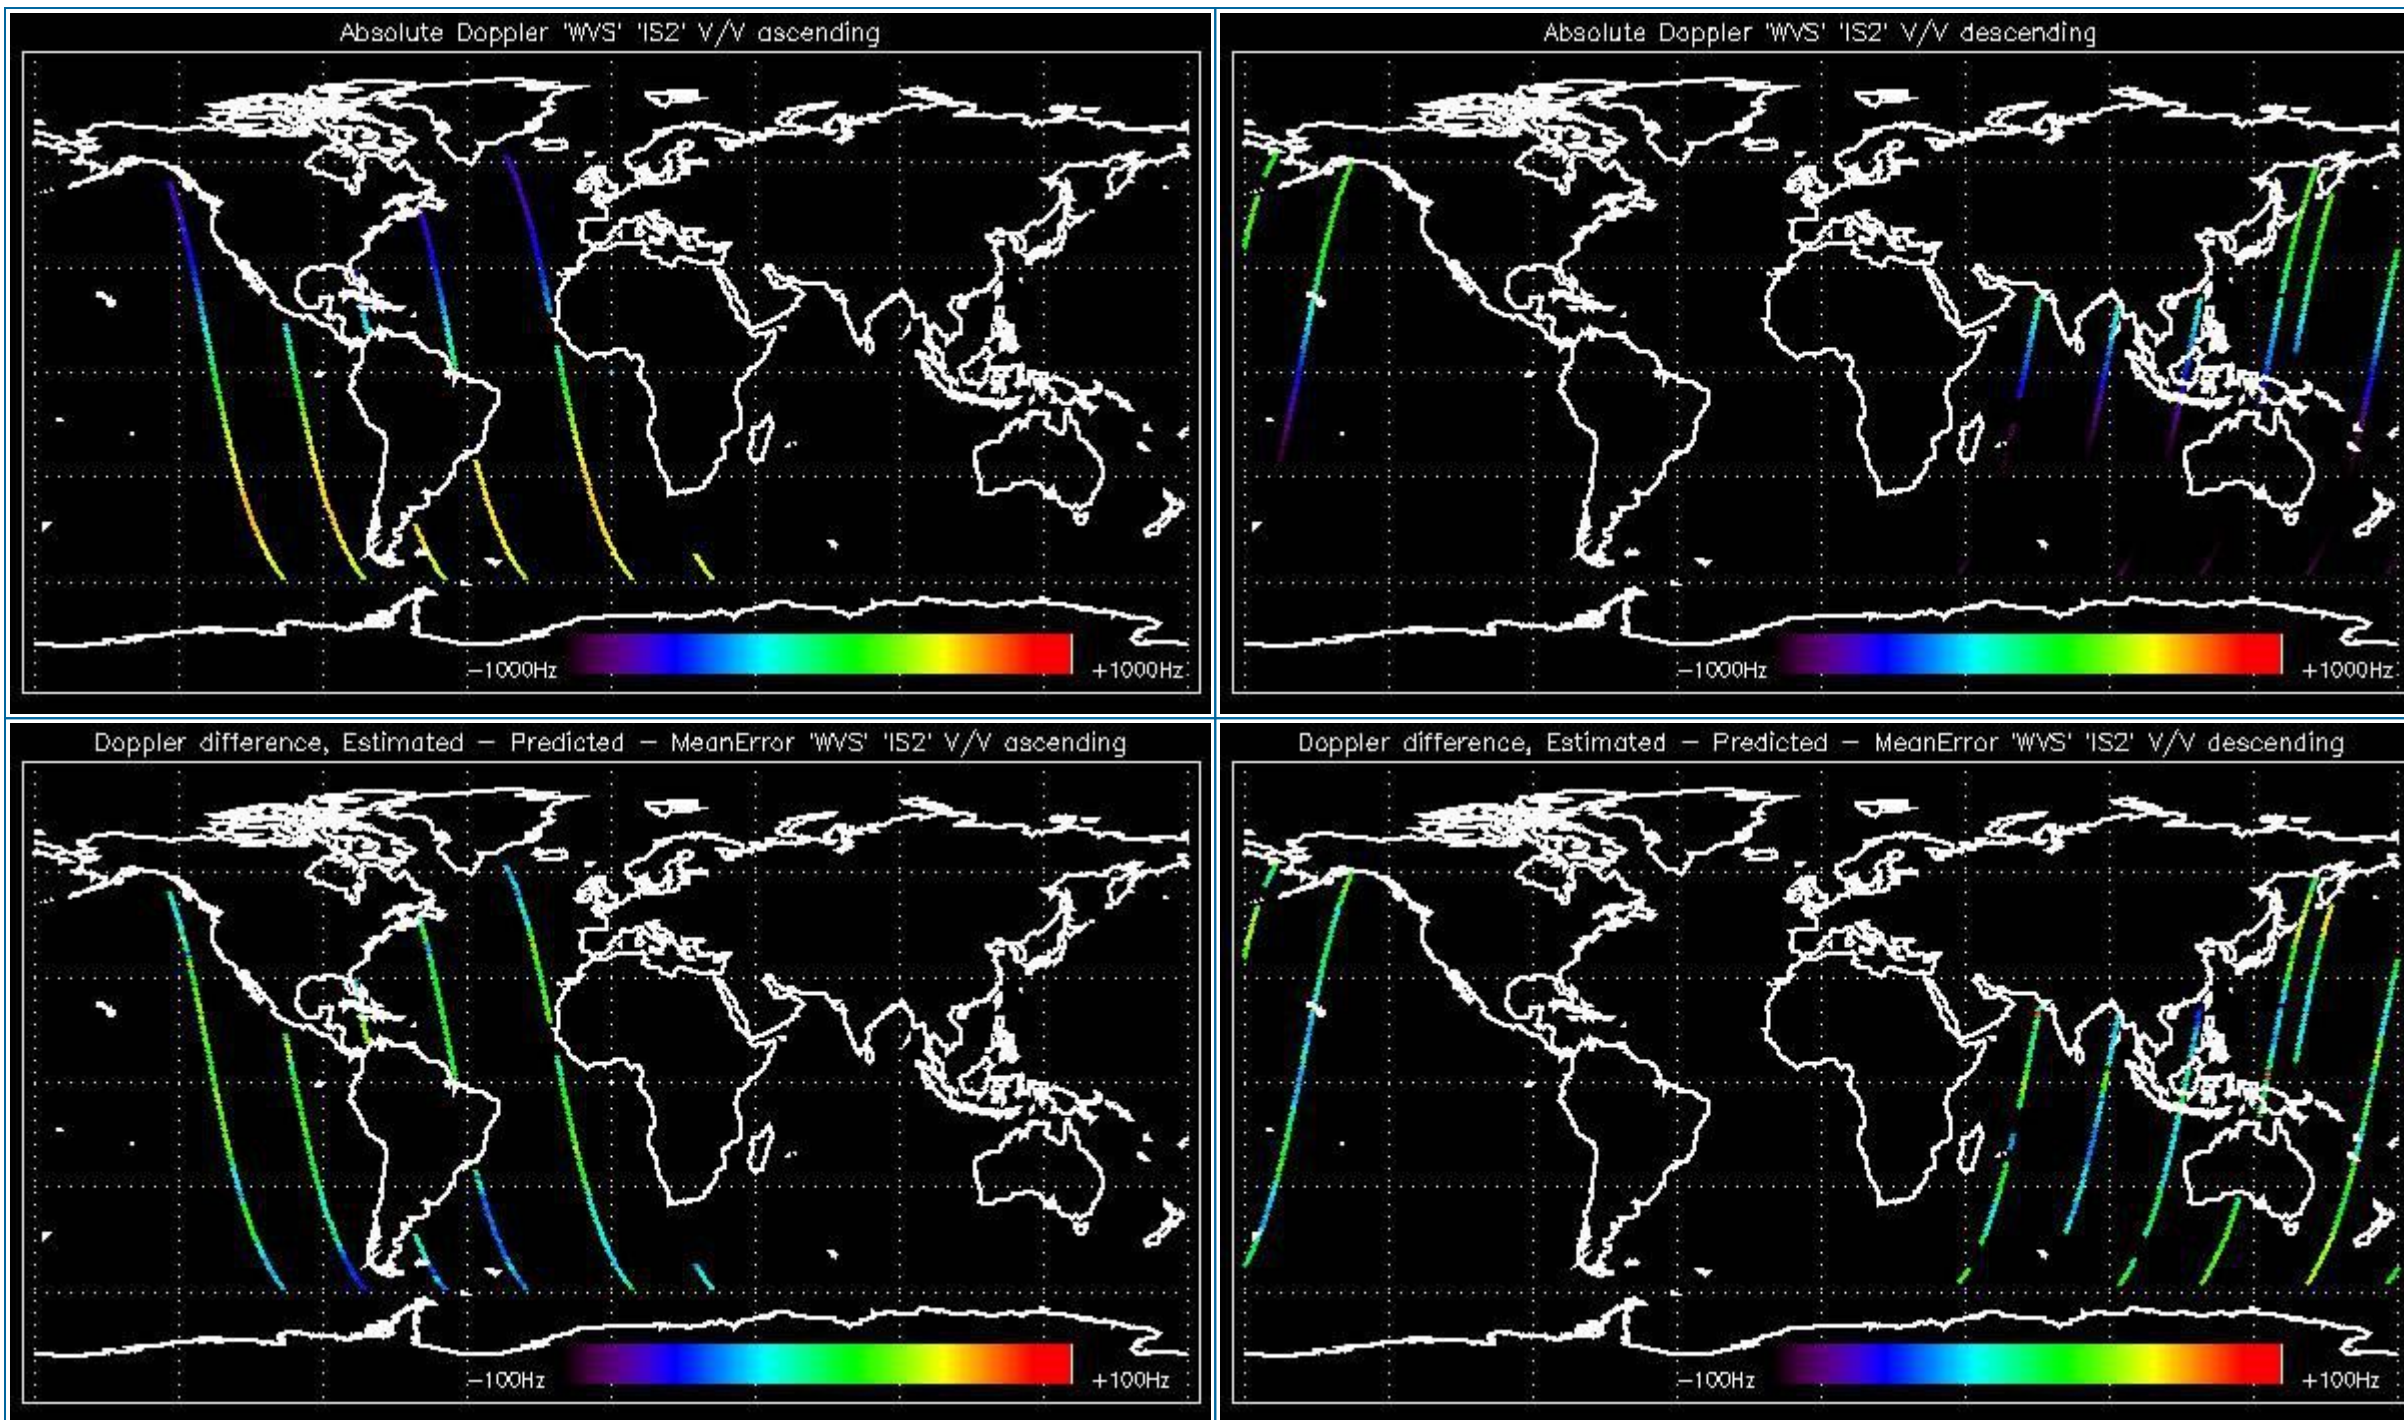 Absolute Doppler 'WVS' 'IS2' V/V ascending
-1000Hz
+1000Hz
Absolute Doppler 'WVS' 'IS2' V/V descending
-1000Hz
+1000Hz
Doppler difference, Estimated - Predicted - MeanError 'WVS' 'IS2' V/V ascending
-100Hz
+100Hz
Doppler difference, Estimated - Predicted - MeanError 'WVS' 'IS2' V/V descending
-100Hz
+100Hz